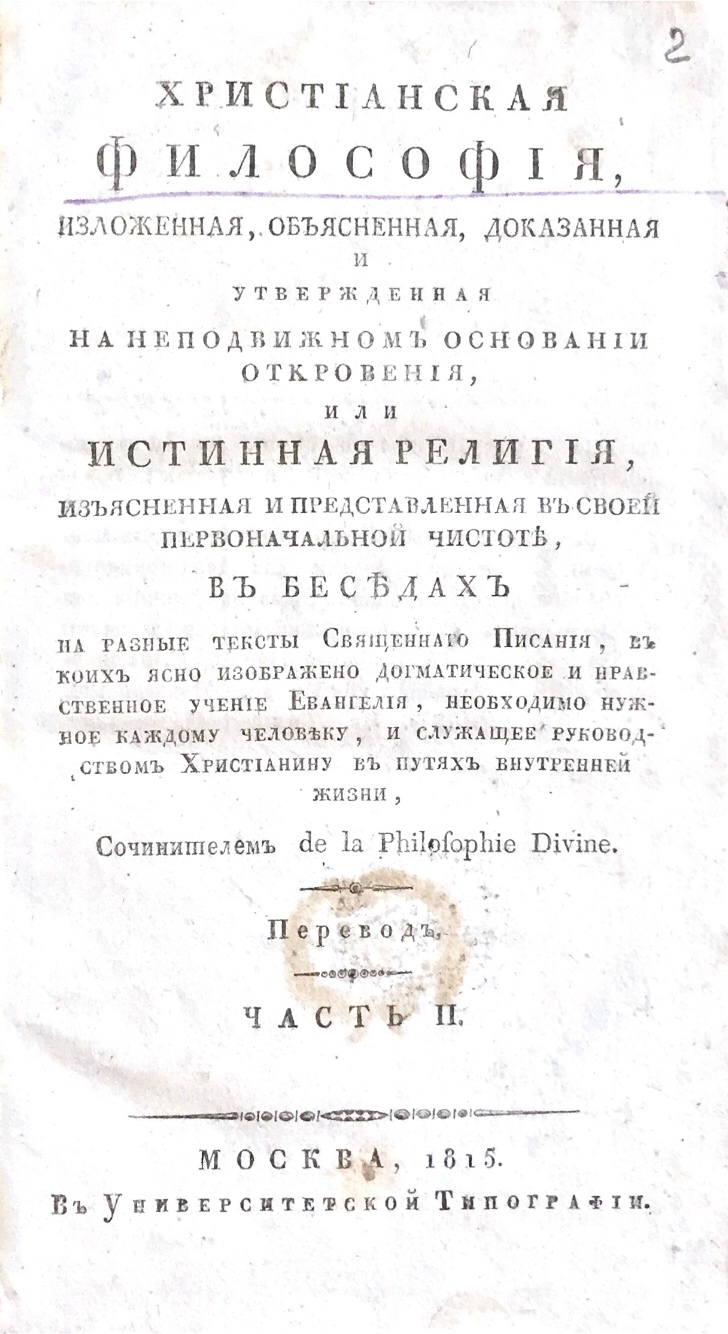 2
ХРИСТІАНСКАЯ
ФИЛОСОФІЯ,
ИЗЛОЖЕННАЯ, ОБЪЯСНЕННАЯ, ДОКАЗАННАЯ
И
УТВЕРЖДЕННАЯ
НА НЕПОДВИЖНОМЪ ОСНОВАНІИ
ОТКРОВЕНІЯ,
ИЛИ
ИСТИННАЯ РЕЛИГІЯ,
ИЗЪЯСНЕННАЯ И ПРЕДСТАВЛЕННАЯ ВЪ СВОЕЙ
ПЕРВОНАЧАЛЬНОЙ ЧИСТОТѢ,
ВЪ БЕСѢДАХЪ
НА РАЗНЫЕ ТЕКСТЫ СВЯЩЕННАГО ПИСАНІЯ, ВЪ
КОИХЪ ЯСНО ИЗОБРАЖЕНО ДОГМАТИЧЕСКОЕ И НРАВ-
СТВЕННОЕ УЧЕНІЕ ЕВАНГЕЛІЯ, НЕОБХОДИМО НУЖ-
НОЕ КАЖДОМУ ЧЕЛОВѢКУ, И СЛУЖАЩЕЕ РУКОВОД-
СТВОМЪ ХРИСТІАНИНУ ВЪ ПУТЯХЪ ВНУТРЕННЕЙ
ЖИЗНИ,
Сочинителемъ de la Philoſophie Divine.
Переводъ.
ЧАСТЬ II.
МОСКВА, 1815.
Въ Университетской Типографіи.